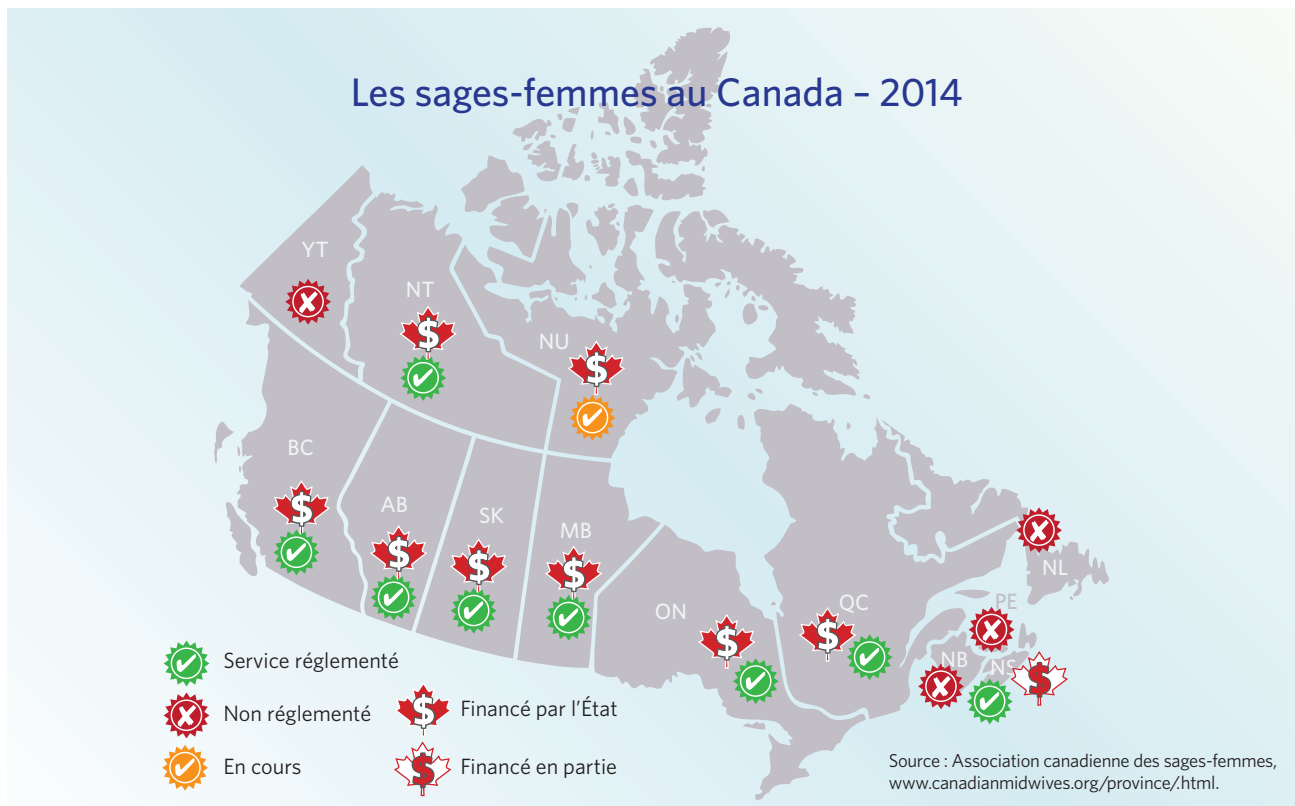 Les sages-femmes au Canada – 2014
YT
NT
NU
BC
AB
SK
MB
ON
QC
NL
PE
NB
NS
$
$
$
$
$
$
$
$
$
Service réglementé
Non réglementé
En cours
$ Financé par l'État
$ Financé en partie
Source : Association canadienne des sages-femmes,
www.canadianmidwives.org/province/.html.